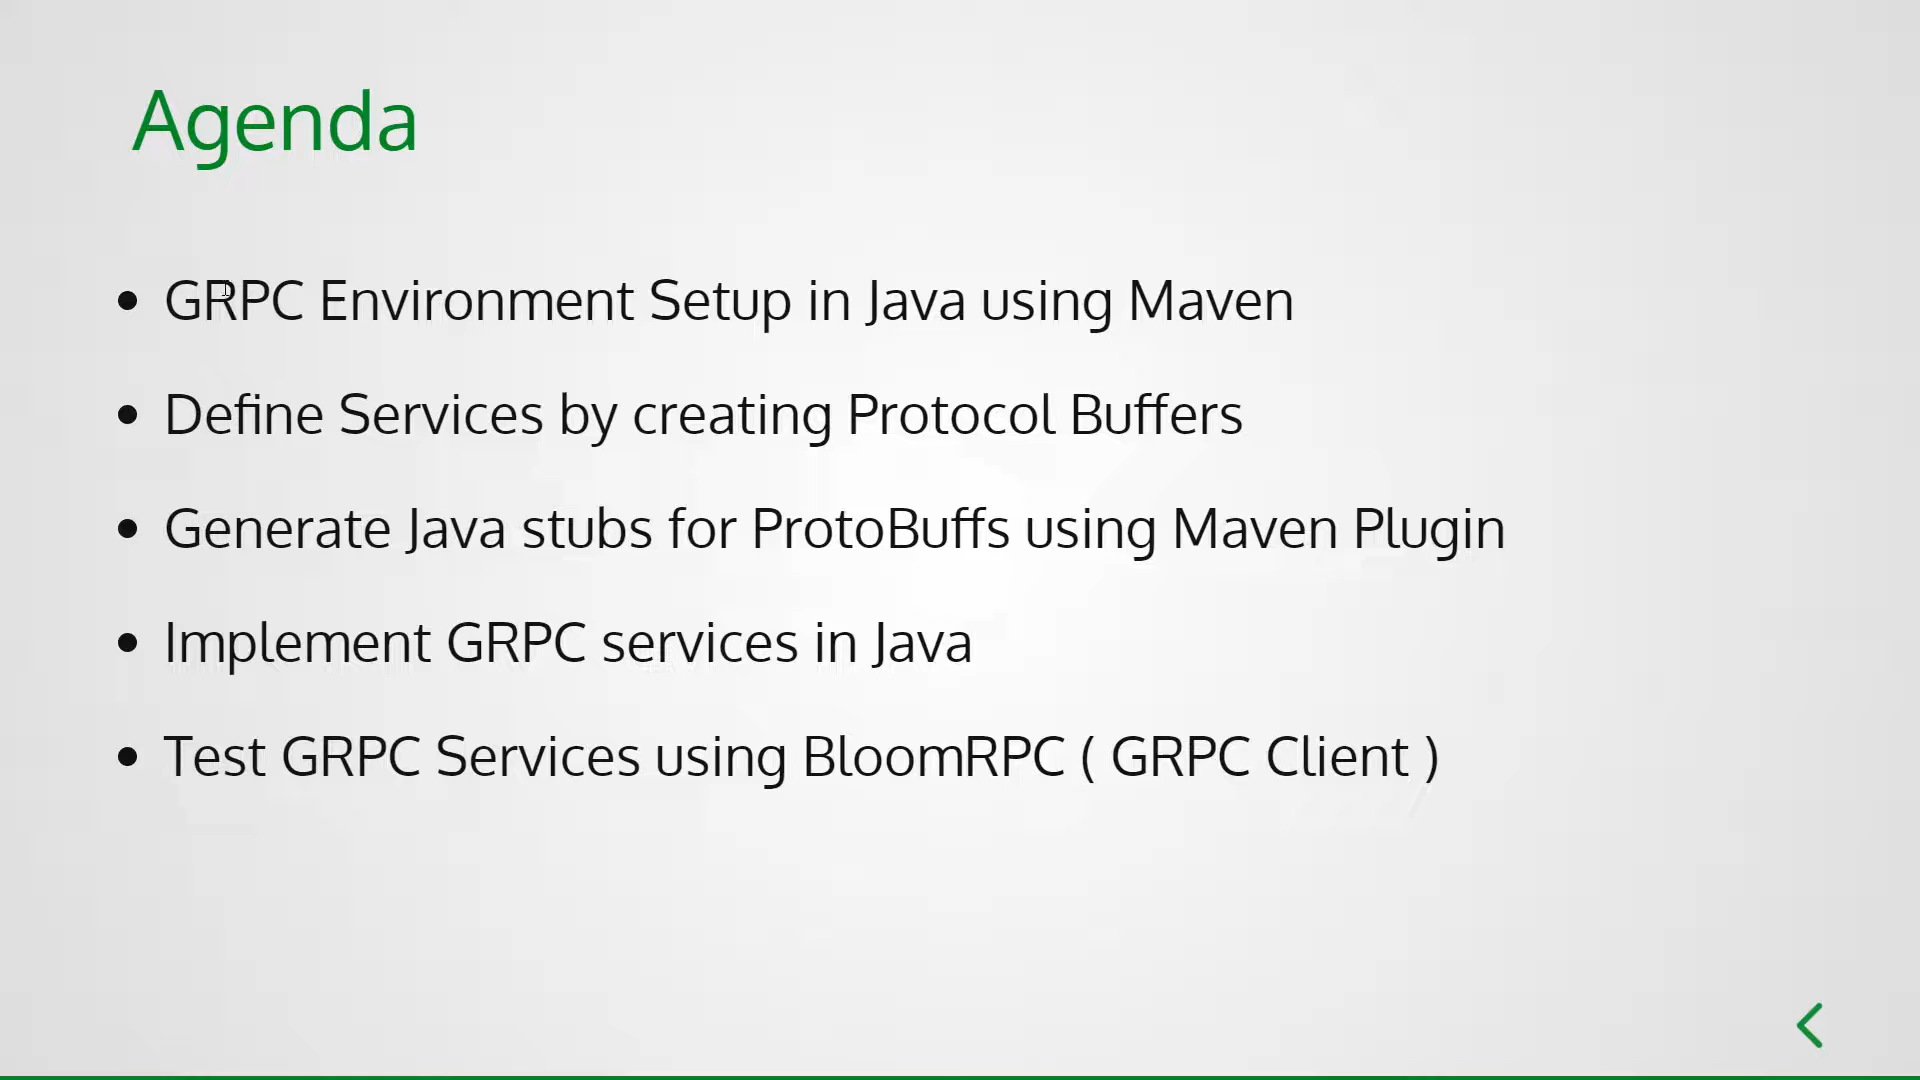 Agenda
GRPC Environment Setup in Java using Maven
Define Services by creating Protocol Buffers
Generate Java stubs for ProtoBuffs using Maven Plugin
Implement GRPC services in Java
Test GRPC Services using BloomRPC ( GRPC Client )